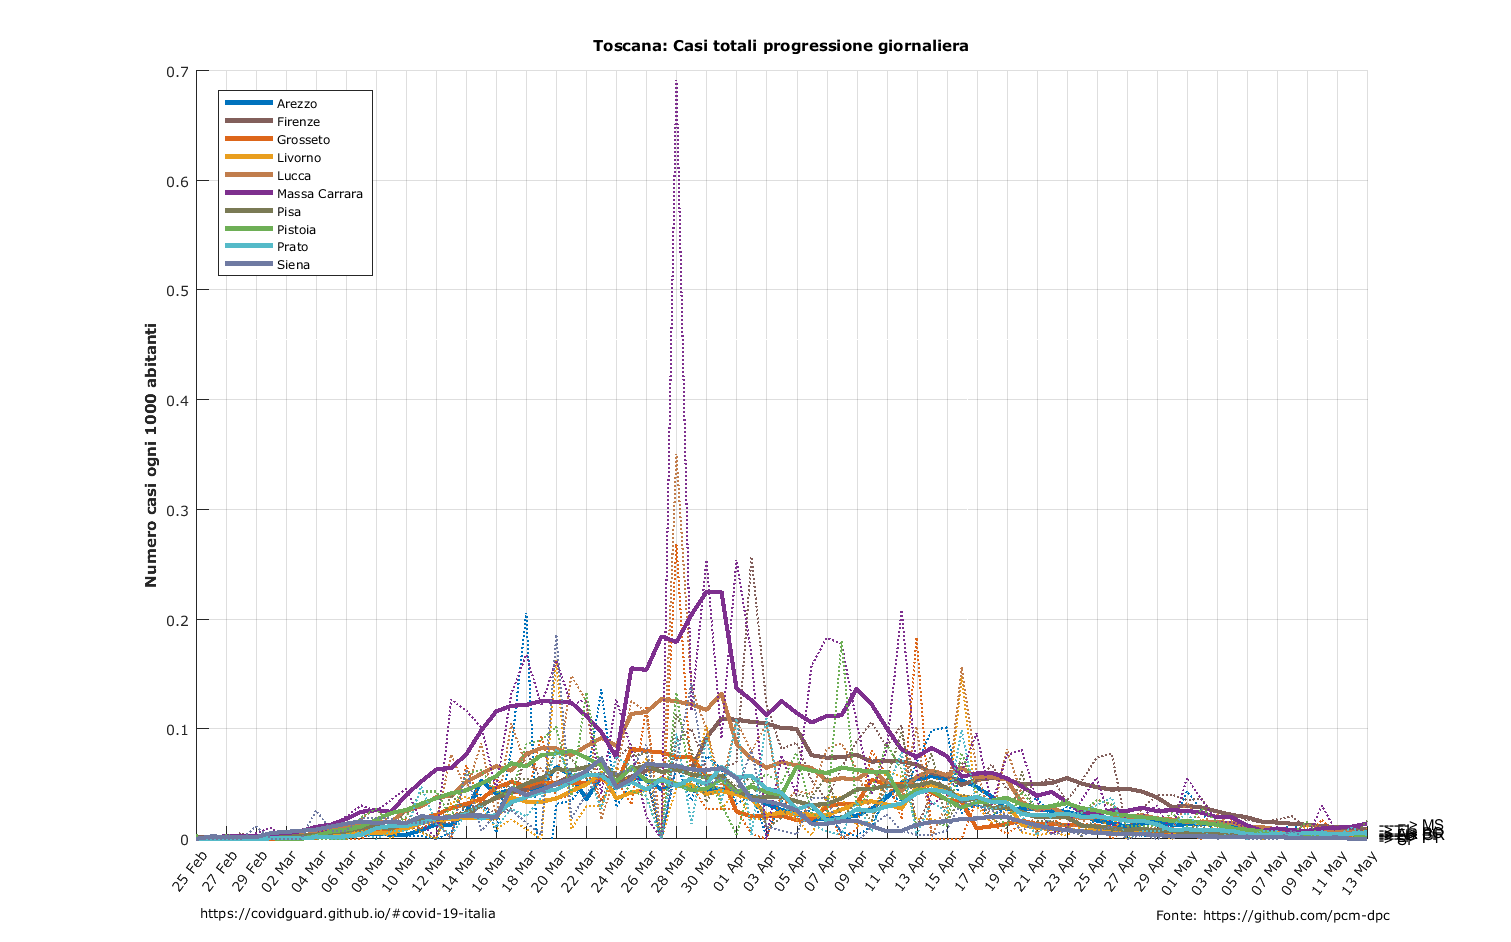 Toscana: Casi totali progressione giornaliera
Numero casi ogni 1000 abitanti
0.7
0.6
0.5
0.4
0.3
0.2
0.1
0
Arezzo
Firenze
Grosseto
Livorno
Lucca
Massa Carrara
Pisa
Pistoia
Prato
Siena
--> MS
25 Feb
27 Feb
29 Feb
02 Mar
04 Mar
06 Mar
08 Mar
10 Mar
12 Mar
14 Mar
16 Mar
18 Mar
20 Mar
22 Mar
24 Mar
26 Mar
28 Mar
30 Mar
01 Apr
03 Apr
05 Apr
07 Apr
09 Apr
11 Apr
13 Apr
15 Apr
17 Apr
19 Apr
21 Apr
23 Apr
25 Apr
27 Apr
29 Apr
01 May
03 May
05 May
07 May
09 May
11 May
13 May
https://covidguard.github.io/#covid-19-italia
Fonte: https://github.com/pcm-dpc